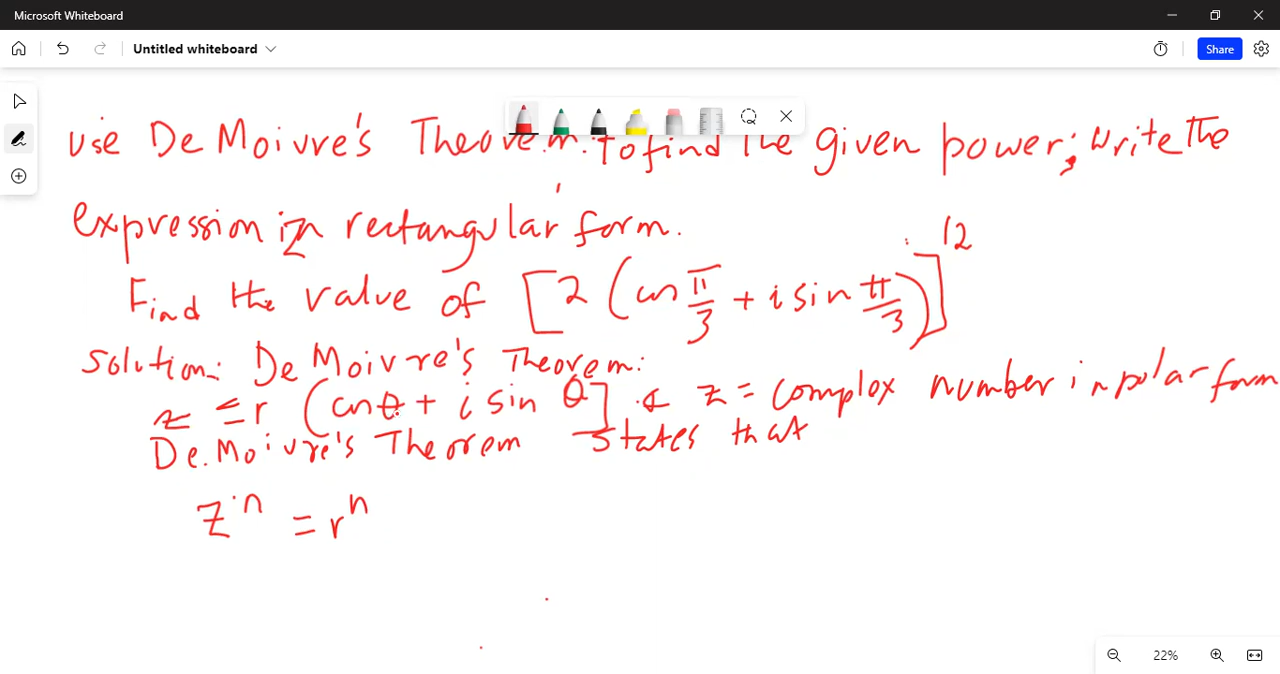 Microsoft Whiteboard
Untitled whiteboard
Share
use De Moivre's Theorem. To find the given power; write the
expression in rectangular form.
Find the value of [2 (cos π/3 + i sin π/3)]^12
Solution: De Moivre's Theorem:
z = r (cos θ + i sin θ] & z = complex number in polar form
De. Moivre's Theorem states that
Z^n = r^n
22%